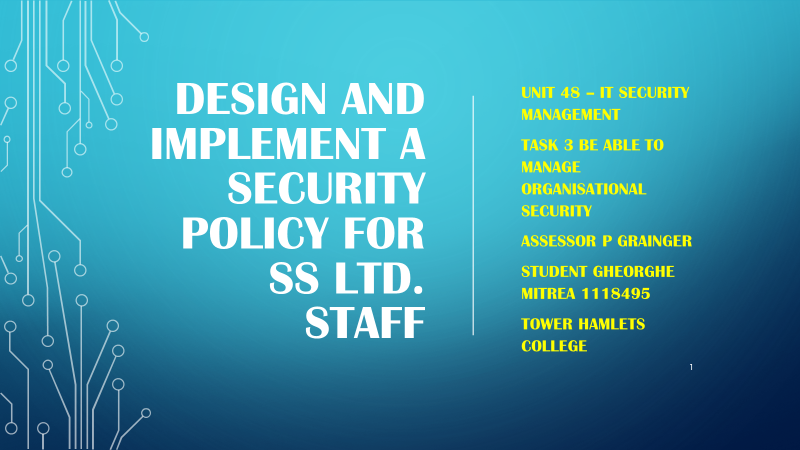 DESIGN AND
IMPLEMENT A
SECURITY
POLICY FOR
SS LTD.
STAFF
UNIT 48 – IT SECURITY
MANAGEMENT
TASK 3 BE ABLE TO
MANAGE
ORGANISATIONAL
SECURITY
ASSESSOR P GRAINGER
STUDENT GHEORGHE
MITREA 1118495
TOWER HAMLETS
COLLEGE
1